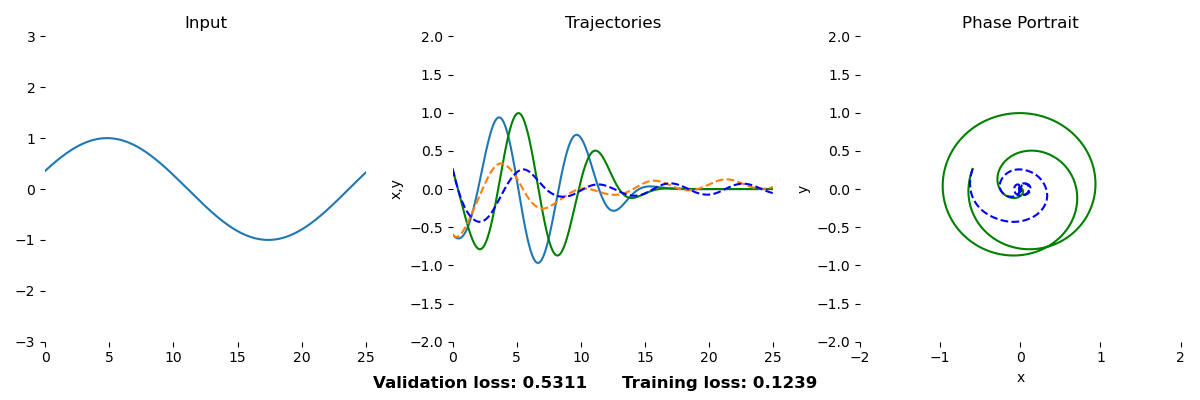 Input
3
2
1
0
−1
−2
−3
0 5 10 15 20 25
Trajectories
x,y
2.0
1.5
1.0
0.5
0.0
−0.5
−1.0
−1.5
−2.0
0 5 10 15 20 25
Phase Portrait
y
2.0
1.5
1.0
0.5
0.0
−0.5
−1.0
−1.5
−2.0
−2 −1 0 1 2
x
Validation loss: 0.5311 Training loss: 0.1239